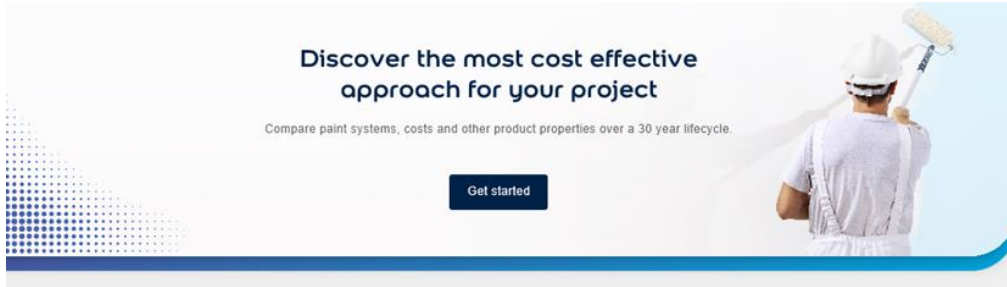 Discover the most cost effective
approach for your project
Compare paint systems, costs and other product properties over a 30 year lifecycle.
Get started